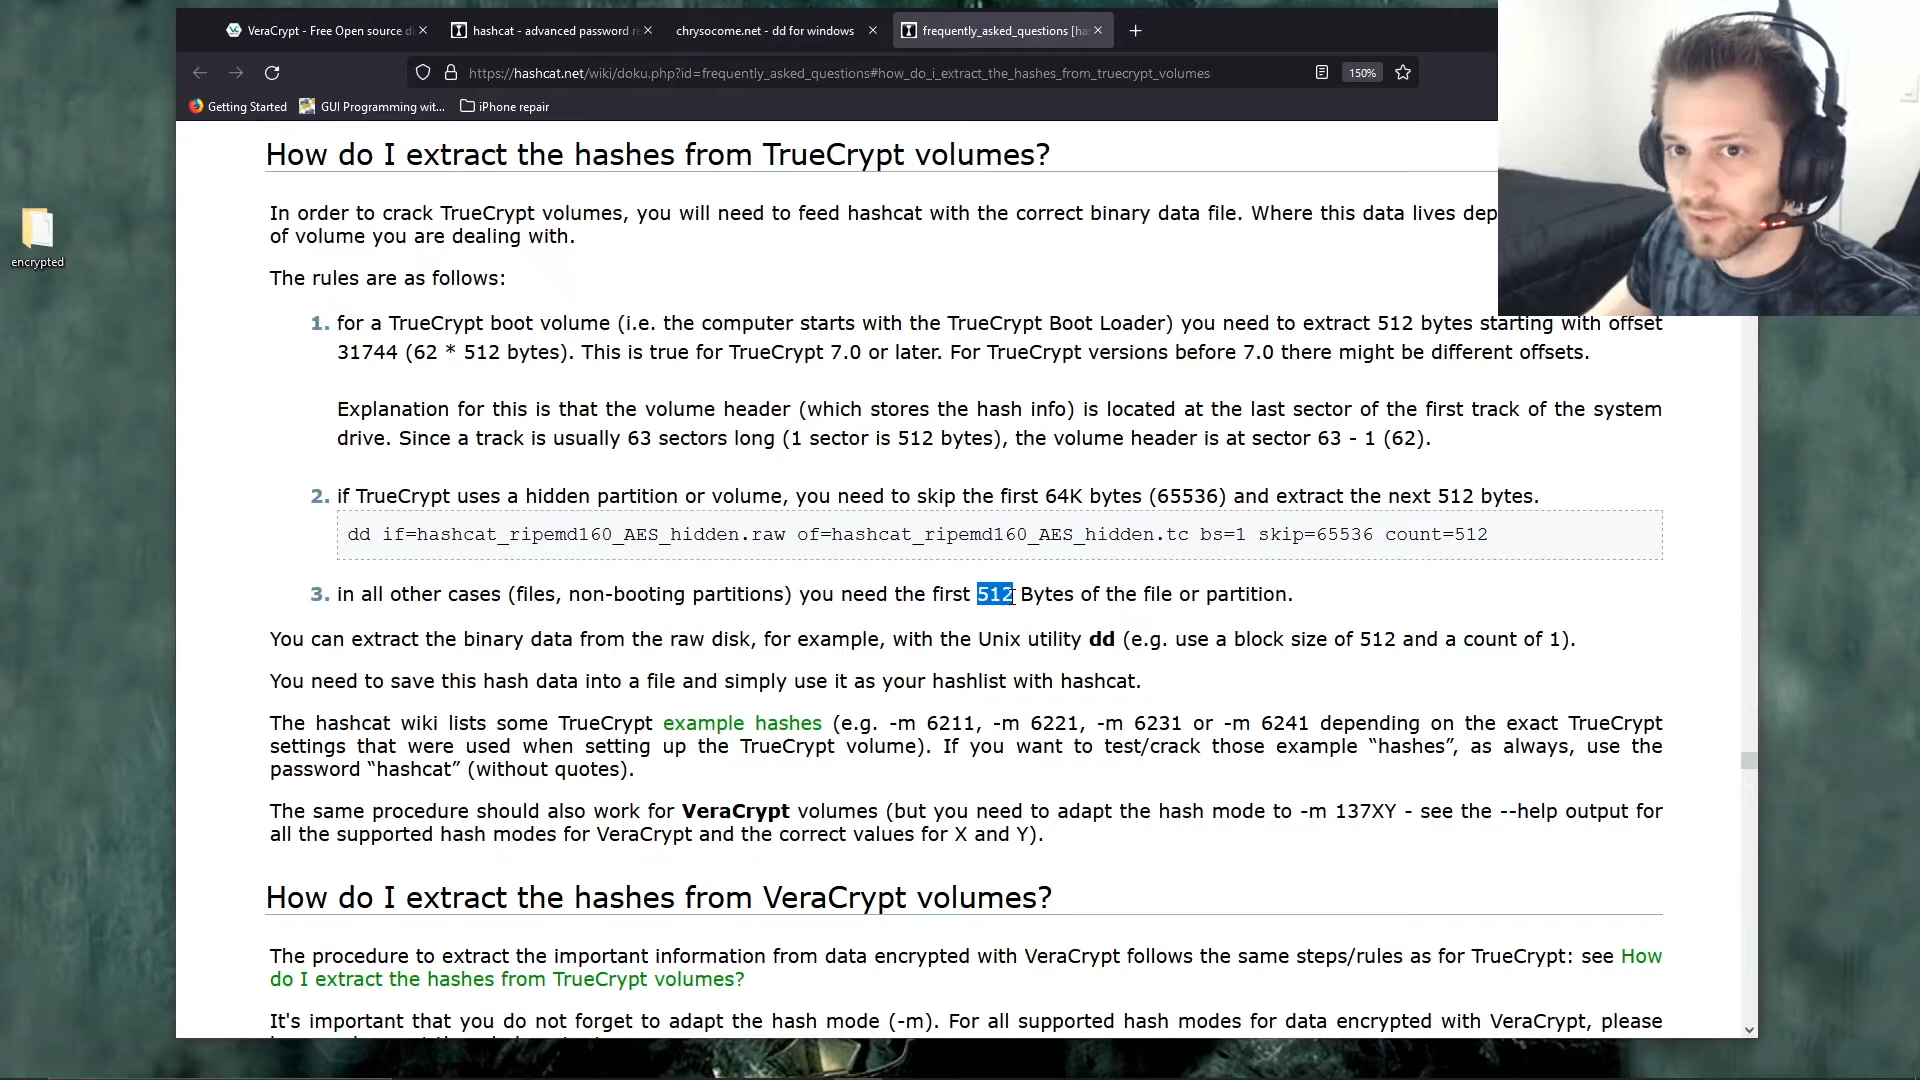 VeraCrypt - Free Open source di
hashcat - advanced password re
chrysocome.net - dd for windows
frequently_asked_questions [ha
https://hashcat.net/wiki/doku.php?id=frequently_asked_questions#how_do_i_extract_the_hashes_from_truecrypt_volumes
150%
Getting Started
GUI Programming wit...
iPhone repair
encrypted
How do I extract the hashes from TrueCrypt volumes?
In order to crack TrueCrypt volumes, you will need to feed hashcat with the correct binary data file. Where this data lives dep
of volume you are dealing with.
The rules are as follows:
1. for a TrueCrypt boot volume (i.e. the computer starts with the TrueCrypt Boot Loader) you need to extract 512 bytes starting with offset
31744 (62 * 512 bytes). This is true for TrueCrypt 7.0 or later. For TrueCrypt versions before 7.0 there might be different offsets.
Explanation for this is that the volume header (which stores the hash info) is located at the last sector of the first track of the system
drive. Since a track is usually 63 sectors long (1 sector is 512 bytes), the volume header is at sector 63 - 1 (62).
2. if TrueCrypt uses a hidden partition or volume, you need to skip the first 64K bytes (65536) and extract the next 512 bytes.
dd if=hashcat_ripemd160_AES_hidden.raw of=hashcat_ripemd160_AES_hidden.tc bs=1 skip=65536 count=512
3. in all other cases (files, non-booting partitions) you need the first 512 Bytes of the file or partition.
You can extract the binary data from the raw disk, for example, with the Unix utility dd (e.g. use a block size of 512 and a count of 1).
You need to save this hash data into a file and simply use it as your hashlist with hashcat.
The hashcat wiki lists some TrueCrypt example hashes (e.g. -m 6211, -m 6221, -m 6231 or -m 6241 depending on the exact TrueCrypt
settings that were used when setting up the TrueCrypt volume). If you want to test/crack those example “hashes”, as always, use the
password “hashcat” (without quotes).
The same procedure should also work for VeraCrypt volumes (but you need to adapt the hash mode to -m 137XY - see the --help output for
all the supported hash modes for VeraCrypt and the correct values for X and Y).
How do I extract the hashes from VeraCrypt volumes?
The procedure to extract the important information from data encrypted with VeraCrypt follows the same steps/rules as for TrueCrypt: see How
do I extract the hashes from TrueCrypt volumes?
It's important that you do not forget to adapt the hash mode (-m). For all supported hash modes for data encrypted with VeraCrypt, please